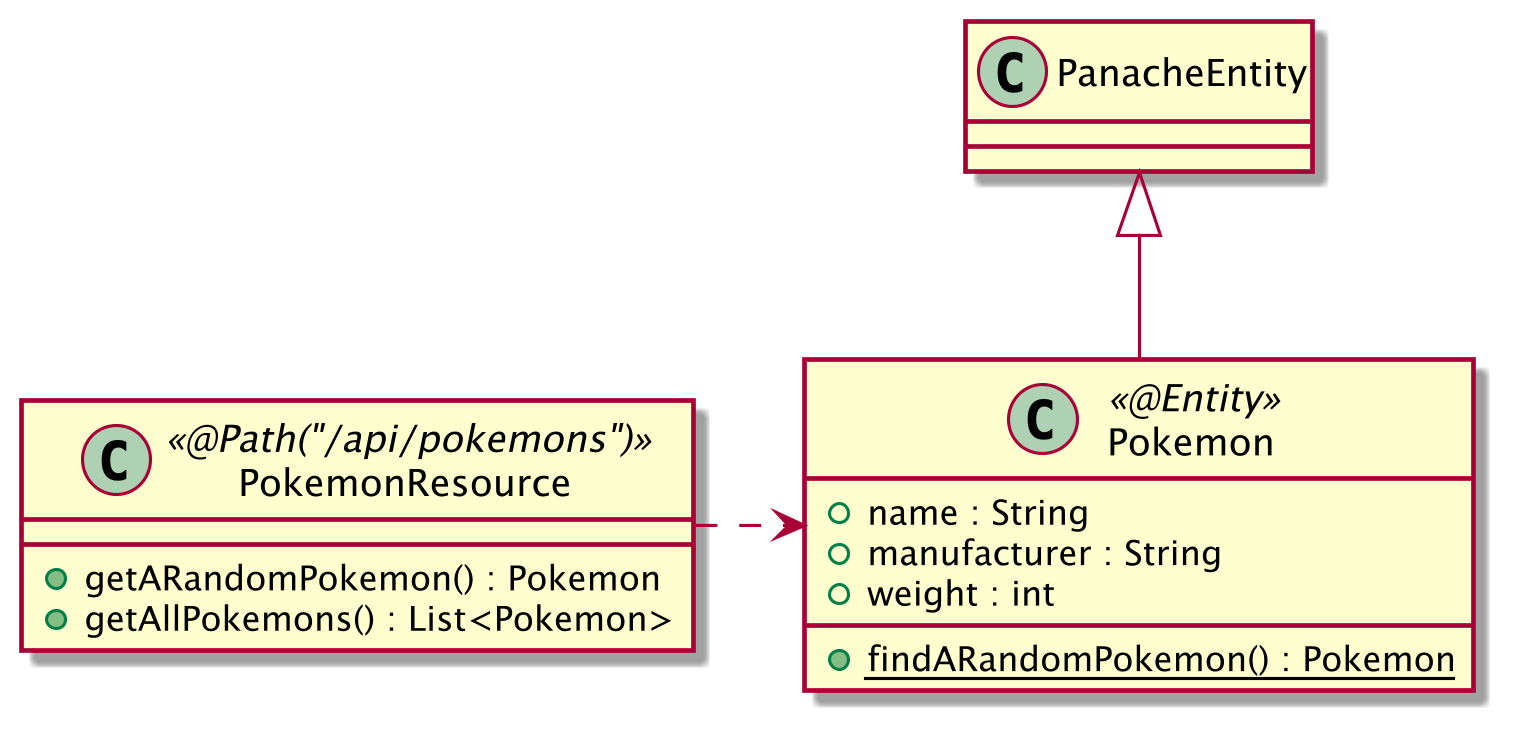 C PanacheEntity
«@Path("/api/pokemons")»
C
PokemonResource
getARandomPokemon() : Pokemon
getAllPokemons() : List<Pokemon>
«@Entity»
C
Pokemon
name : String
manufacturer : String
weight : int
findARandomPokemon() : Pokemon